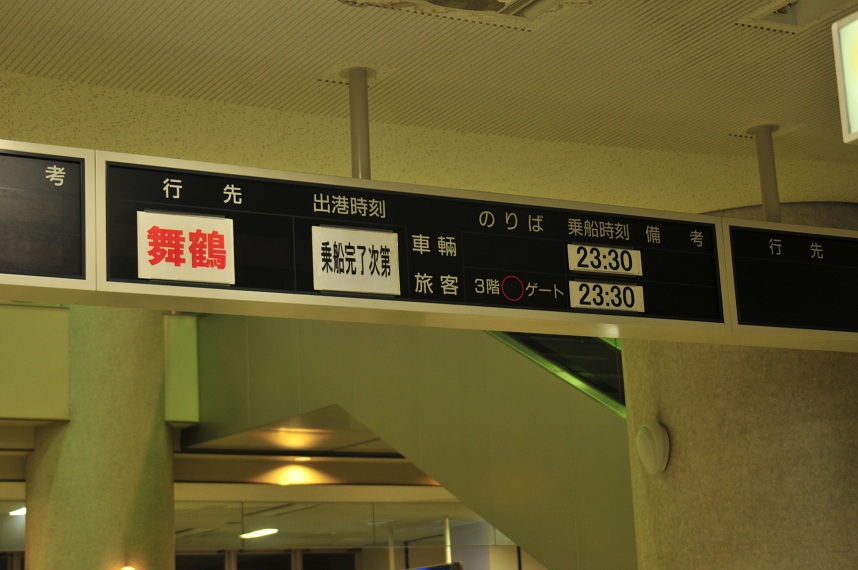 考
行先 出港時刻 のりば 乗船時刻 備考
舞鶴 乗船完了次第 車輛 23:30
旅客 3階 ゲート 23:30
行先